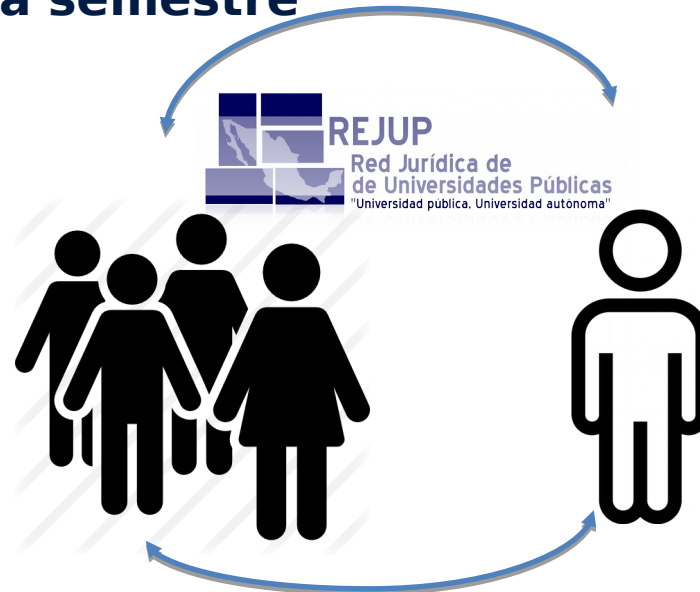 a semestre
REJUP
Red Jurídica de
de Universidades Públicas
"Universidad pública, Universidad autónoma"